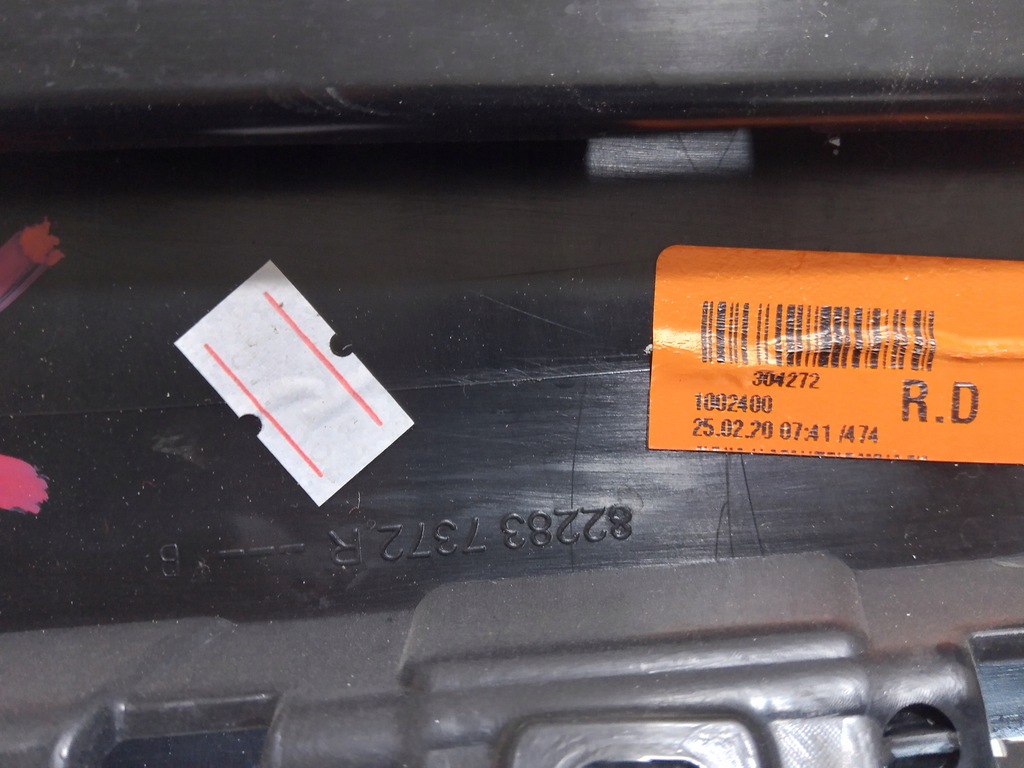 304272
1002400
R.D
25.02.20 07:41 /474
82283 7372 R -- -- B